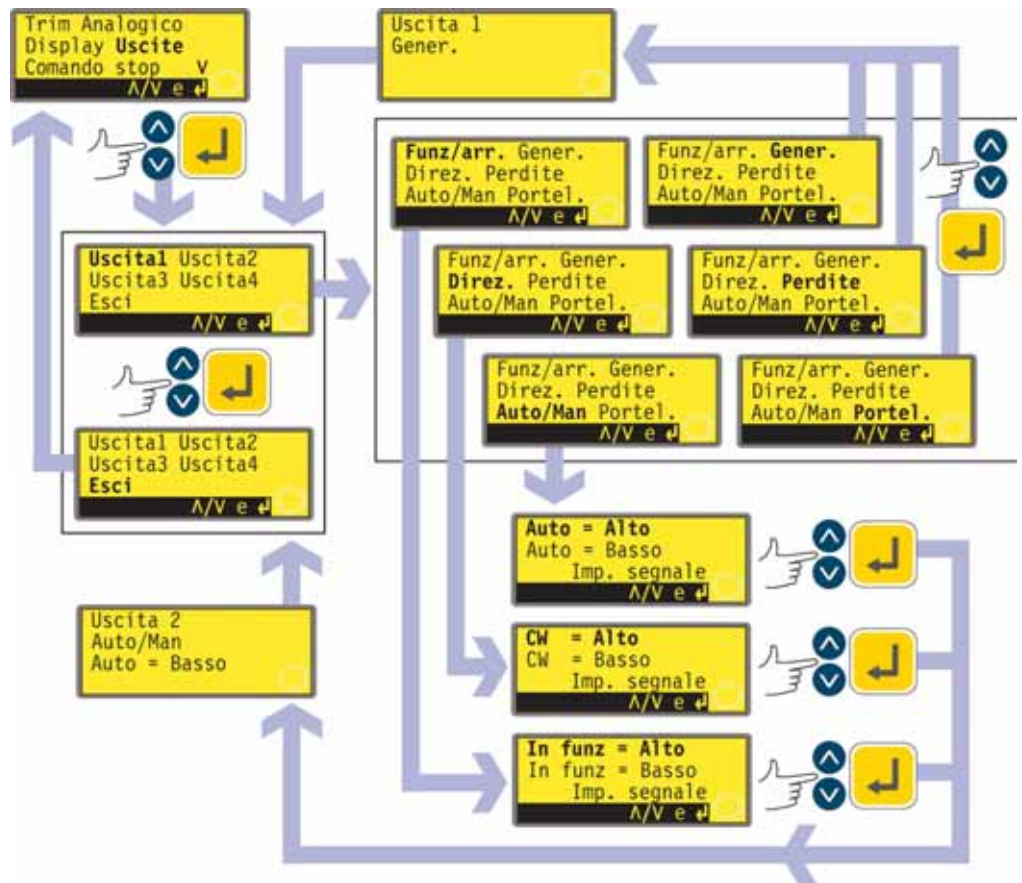 Trim Analogico
Display Uscite
Comando stop V
Λ/V e ↲
Uscita 1
Gener.
Funz/arr. Gener.
Direz. Perdite
Auto/Man Portel.
Λ/V e ↲
Funz/arr. Gener.
Direz. Perdite
Auto/Man Portel.
Λ/V e ↲
Uscita1 Uscita2
Uscita3 Uscita4
Esci
Λ/V e ↲
Funz/arr. Gener.
Direz. Perdite
Auto/Man Portel.
Λ/V e ↲
Funz/arr. Gener.
Direz. Perdite
Auto/Man Portel.
Λ/V e ↲
Funz/arr. Gener.
Direz. Perdite
Auto/Man Portel.
Λ/V e ↲
Funz/arr. Gener.
Direz. Perdite
Auto/Man Portel.
Λ/V e ↲
Uscita1 Uscita2
Uscita3 Uscita4
Esci
Λ/V e ↲
Auto = Alto
Auto = Basso
Imp. segnale
Λ/V e ↲
Uscita 2
Auto/Man
Auto = Basso
CW = Alto
CW = Basso
Imp. segnale
Λ/V e ↲
In funz = Alto
In funz = Basso
Imp. segnale
Λ/V e ↲